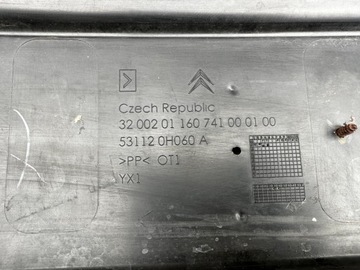 Czech Republic
32 002 01 160 741 00 01 00
53112 0H060 A
>PP< OT1
YX1